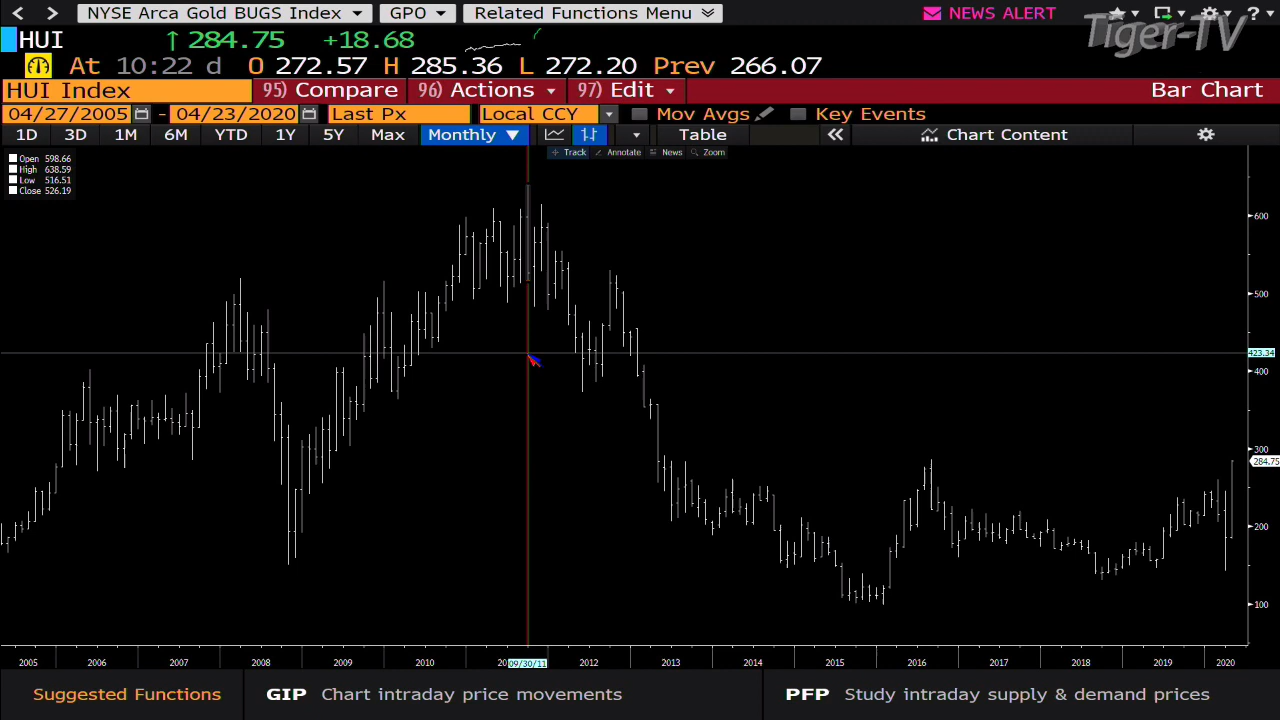 NYSE Arca Gold BUGS Index GPO Related Functions Menu NEWS ALERT ?
Tiger-TV
HUI ↑ 284.75 +18.68
At 10:22 d O 272.57 H 285.36 L 272.20 Prev 266.07
HUI Index 95) Compare 96) Actions 97) Edit Bar Chart
04/27/2005 - 04/23/2020 Last Px Local CCY Mov Avgs Key Events
1D 3D 1M 6M YTD 1Y 5Y Max Monthly ▼ Table « Chart Content
Track Annotate News Zoom
Open 598.66
High 638.59
Low 516.51
Close 526.19
600
500
423.34
400
300
284.75
200
100
2005 2006 2007 2008 2009 2010 20 09/30/11 2012 2013 2014 2015 2016 2017 2018 2019 2020
Suggested Functions GIP Chart intraday price movements PFP Study intraday supply & demand prices